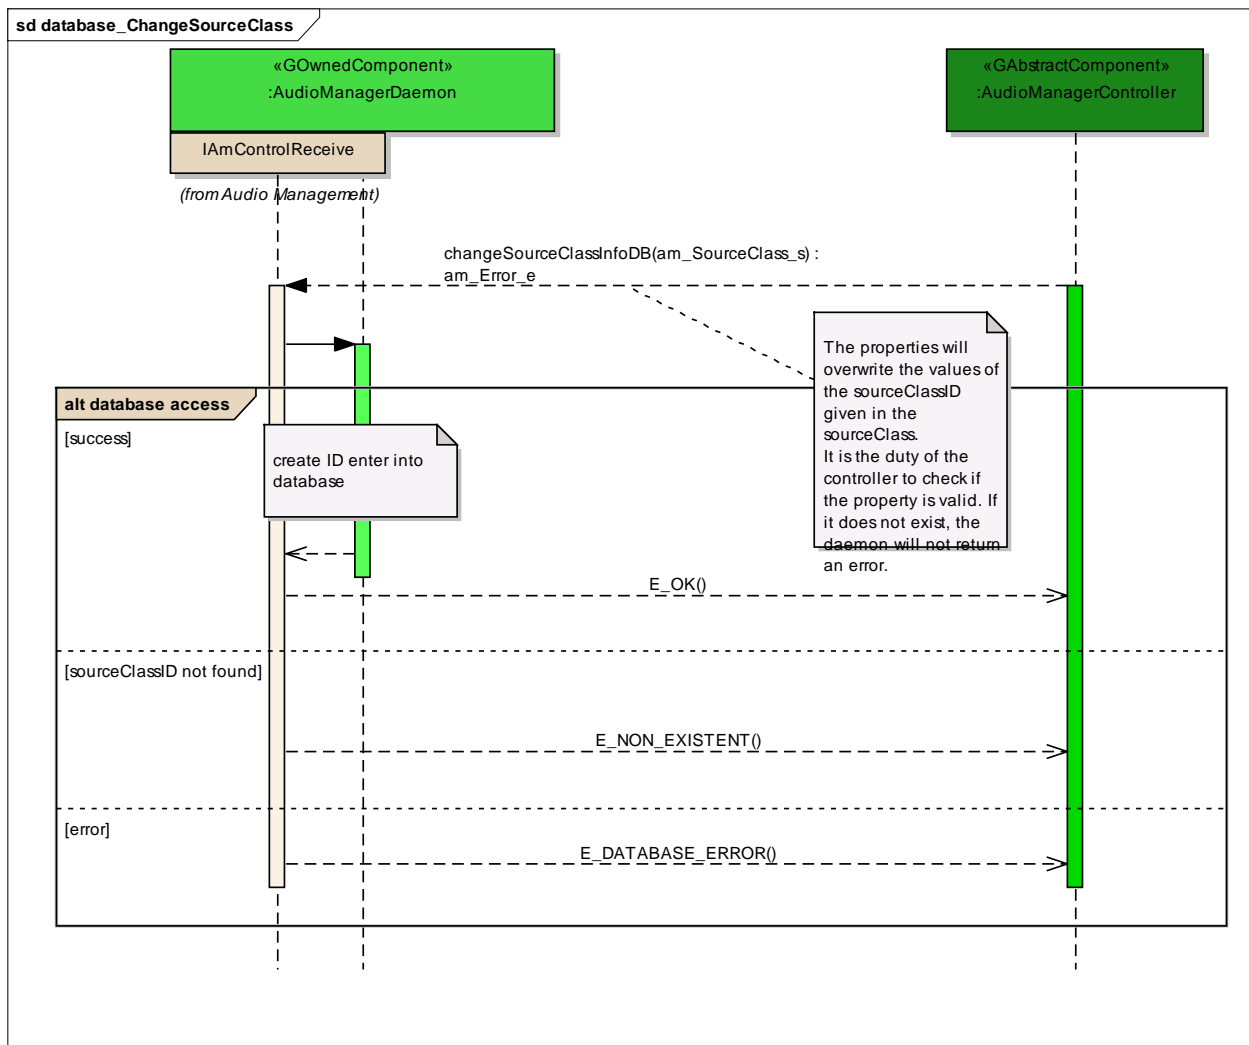 sd database_ChangeSourceClass
«GOwnedComponent»
:AudioManagerDaemon
«GAbstractComponent»
:AudioManagerController
IAmControlReceive
(from Audio Management)
changeSourceClassInfoDB(am_SourceClass_s) :
am_Error_e
The properties will
overwrite the values of
the sourceClassID
given in the
sourceClass.
It is the duty of the
controller to check if
the property is valid. If
it does not exist, the
daemon will not return
an error.
alt database access
[success]
create ID enter into
database
E_OK()
[sourceClassID not found]
E_NON_EXISTENT()
[error]
E_DATABASE_ERROR()